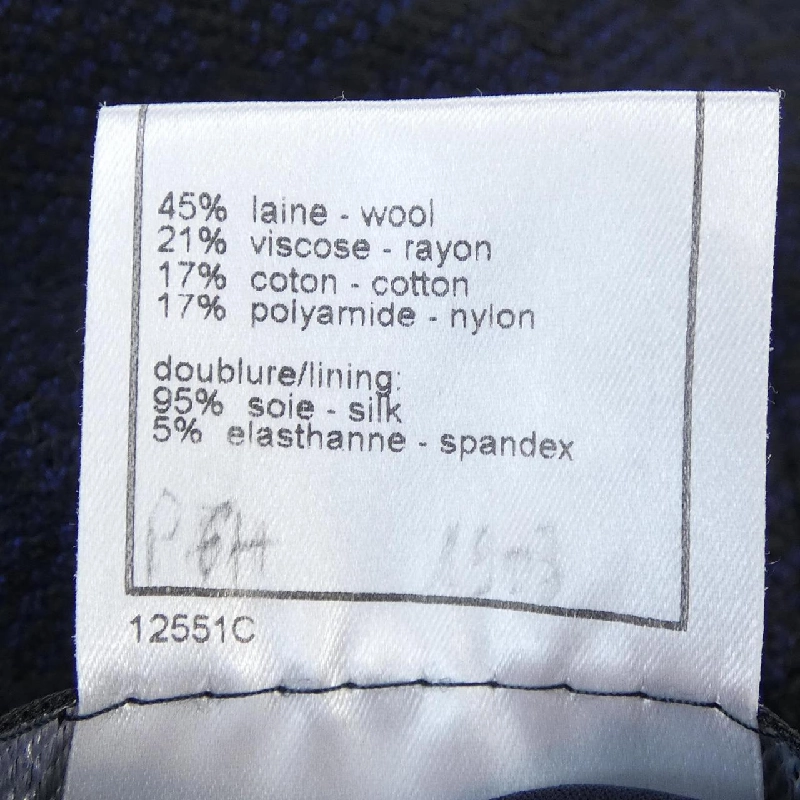 45% laine - wool
21% viscose - rayon
17% coton - cotton
17% polyamide - nylon
doublure/lining:
95% soie - silk
5% elasthanne - spandex
12551C